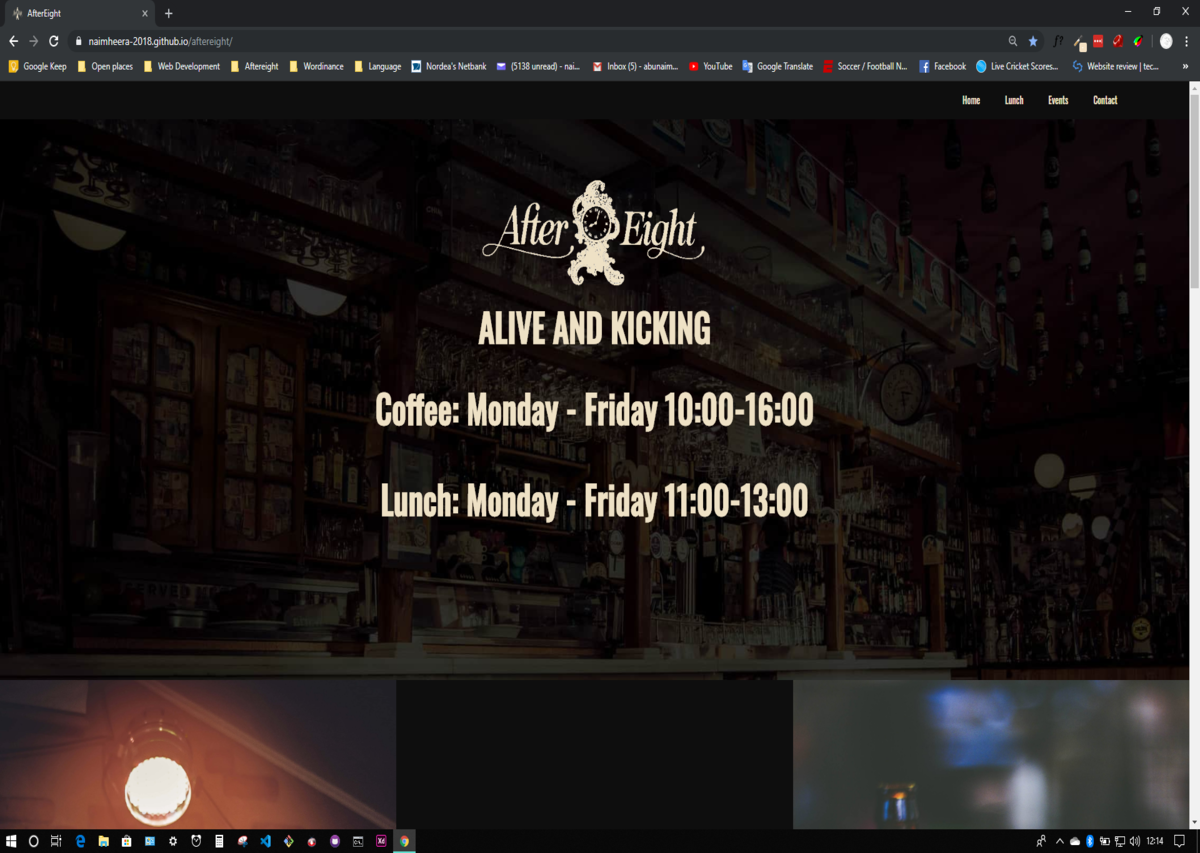 AfterEight
naimheera-2018.github.io/aftereight/
f?
Google Keep Open places Web Development Aftereight Wordinance Language Nordea's Netbank (5138 unread) - nai... Inbox (5) - abunaim... YouTube Google Translate Soccer / Football N... Facebook Live Cricket Scores... Website review | tec... »
Home Lunch Events Contact
After Eight
ALIVE AND KICKING
Coffee: Monday - Friday 10:00-16:00
Lunch: Monday - Friday 11:00-13:00
Xd 12:14